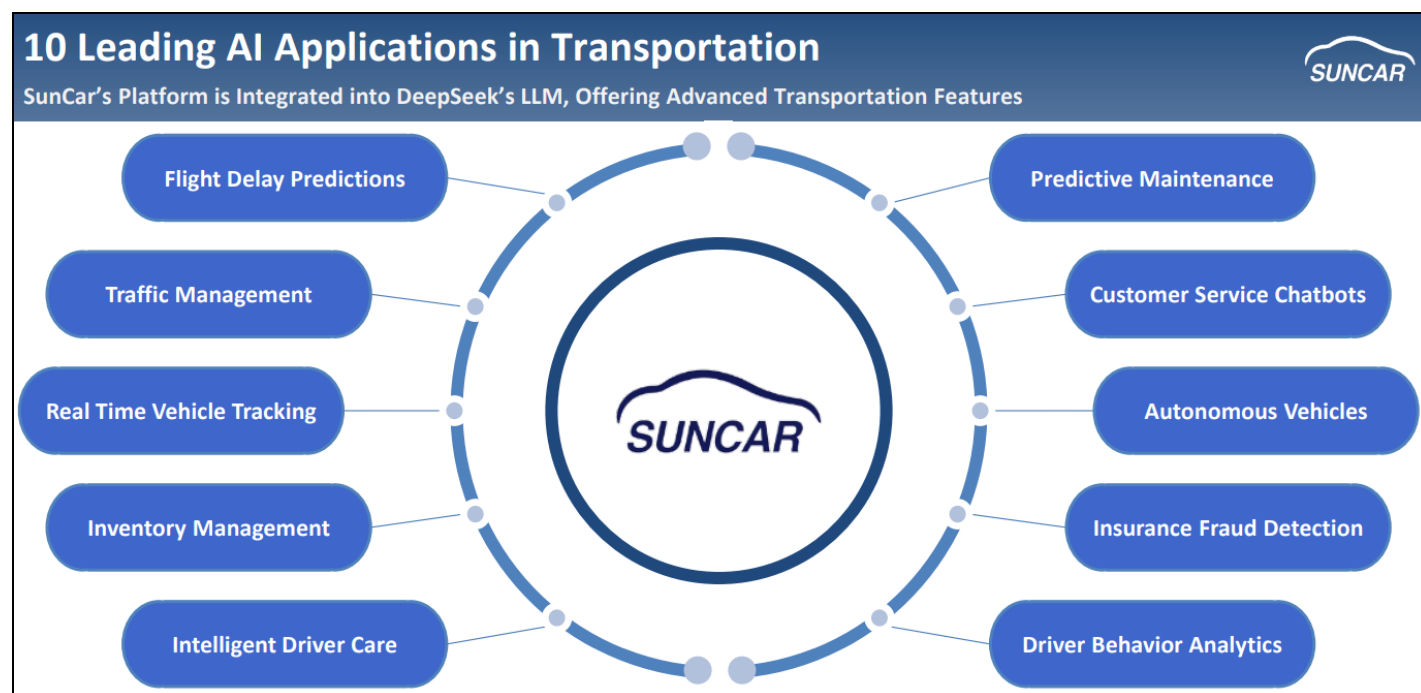 10 Leading AI Applications in Transportation
SunCar's Platform is Integrated into DeepSeek's LLM, Offering Advanced Transportation Features
SUNCAR
Flight Delay Predictions
Traffic Management
Real Time Vehicle Tracking
Inventory Management
Intelligent Driver Care
SUNCAR
Predictive Maintenance
Customer Service Chatbots
Autonomous Vehicles
Insurance Fraud Detection
Driver Behavior Analytics